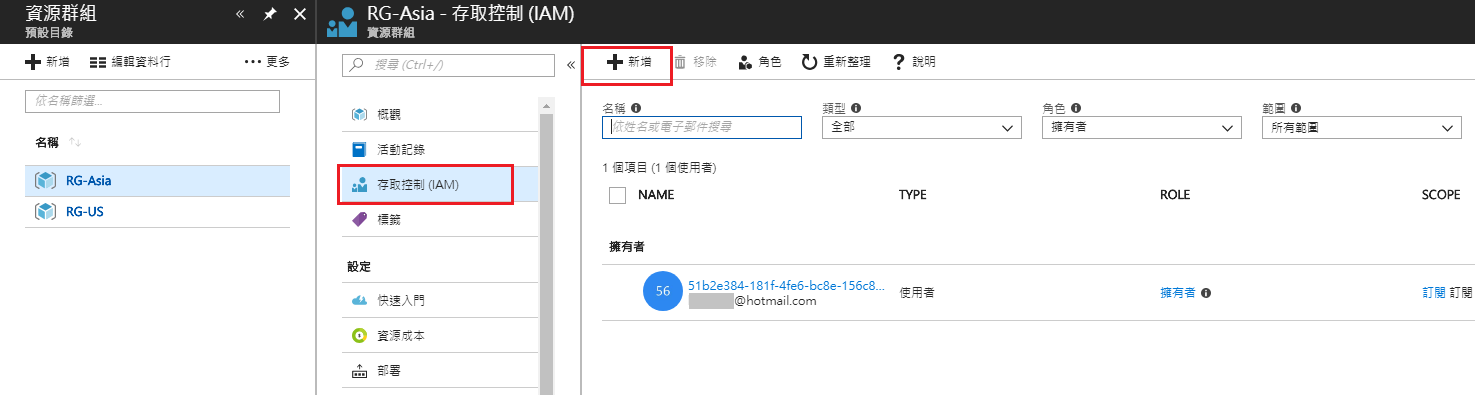 資源群組
預設目錄
新增
編輯資料行
更多
依名稱篩選...
名稱
RG-Asia
RG-US
RG-Asia - 存取控制 (IAM)
資源群組
搜尋 (Ctrl+/)
概觀
活動記錄
存取控制 (IAM)
標籤
設定
快速入門
資源成本
部署
新增 移除 角色 重新整理 說明
名稱 類型 角色 範圍
依姓名或電子郵件搜尋 全部 擁有者 所有範圍
1 個項目 (1 個使用者)
NAME TYPE ROLE SCOPE
擁有者
56 51b2e384-181f-4fe6-bc8e-156c8... 使用者 擁有者 訂閱 訂閱
@hotmail.com